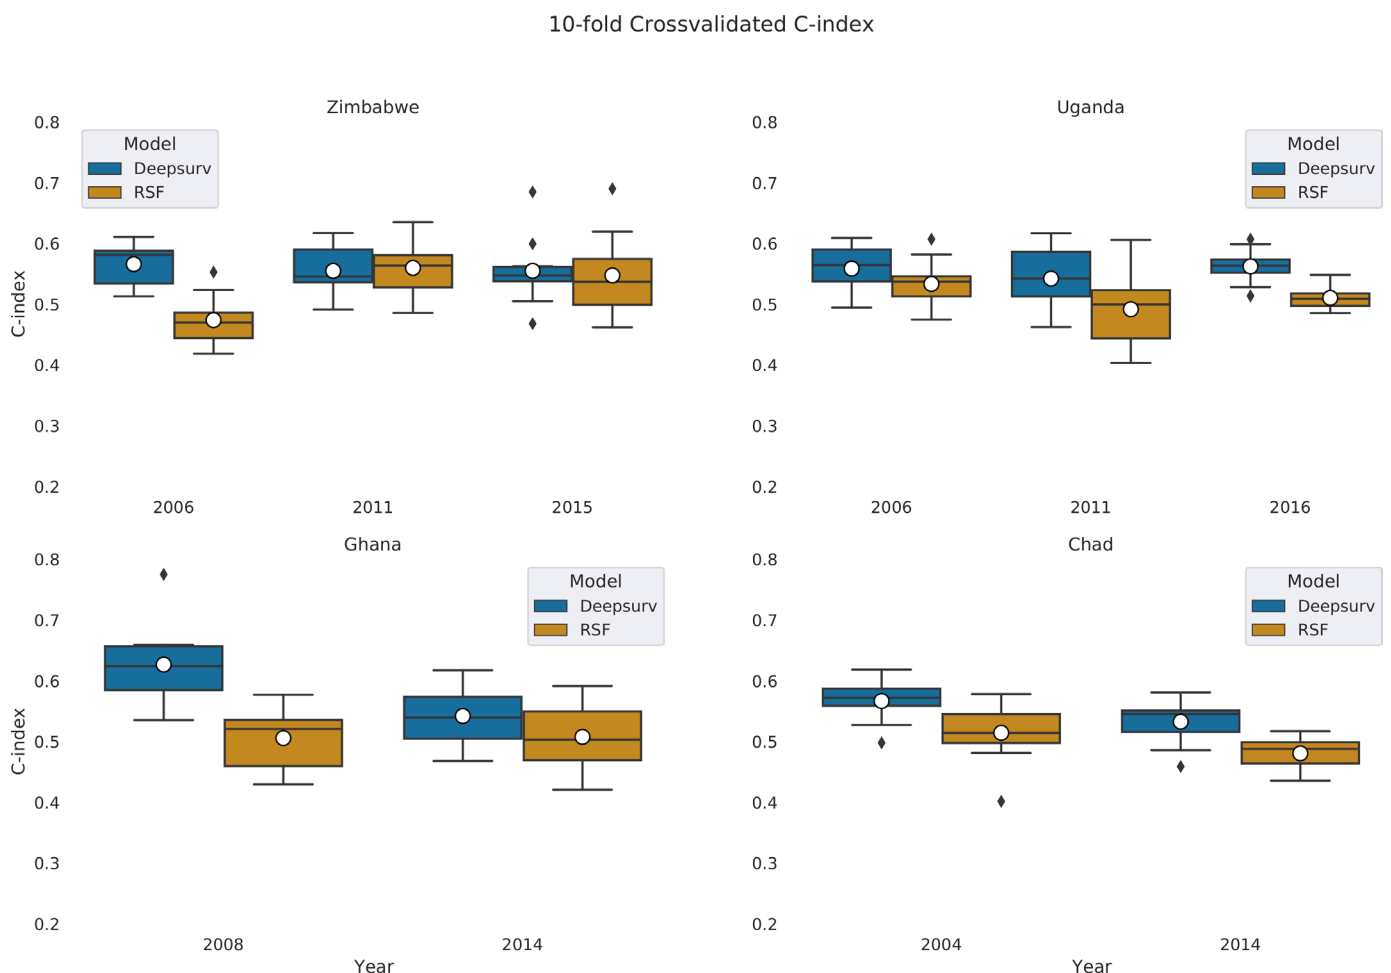 10-fold Crossvalidated C-index
Zimbabwe
0.8
0.7
0.6
0.5
0.4
0.3
0.2
C-index
Model
Deepsurv
RSF
2006
2011
2015
Uganda
0.8
0.7
0.6
0.5
0.4
0.3
0.2
Model
Deepsurv
RSF
2006
2011
2016
Ghana
0.8
0.7
0.6
0.5
0.4
0.3
0.2
C-index
Model
Deepsurv
RSF
2008
2014
Year
Chad
0.8
0.7
0.6
0.5
0.4
0.3
0.2
Model
Deepsurv
RSF
2004
2014
Year